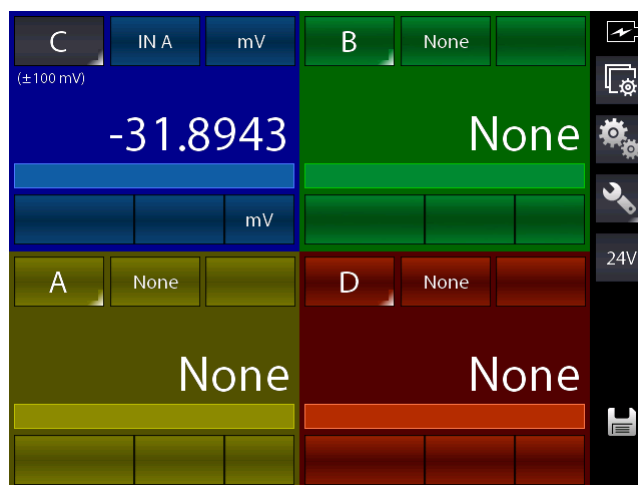 C IN A mV
(±100 mV)
-31.8943
mV
B None
None
A None
None
D None
None
24V